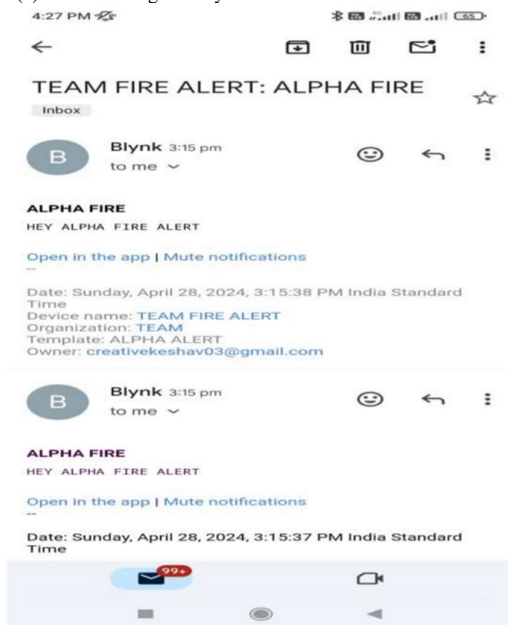 4:27 PM
65
TEAM FIRE ALERT: ALPHA FIRE
Inbox
B
Blynk 3:15 pm
to me
ALPHA FIRE
HEY ALPHA FIRE ALERT
Open in the app | Mute notifications
--
Date: Sunday, April 28, 2024, 3:15:38 PM India Standard
Time
Device name: TEAM FIRE ALERT
Organization: TEAM
Template: ALPHA ALERT
Owner: creativekeshav03@gmail.com
B
Blynk 3:15 pm
to me
ALPHA FIRE
HEY ALPHA FIRE ALERT
Open in the app | Mute notifications
--
Date: Sunday, April 28, 2024, 3:15:37 PM India Standard
Time
99+